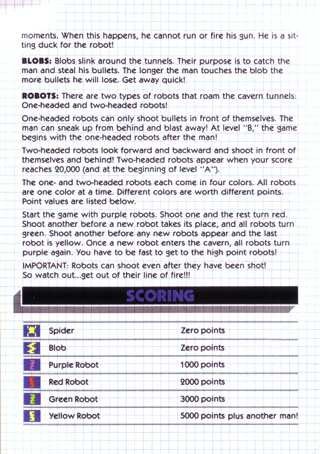 moments. When this happens, he cannot run or fire his gun. He is a sit-
ting duck for the robot!
BLOBS: Blobs slink around the tunnels. Their purpose is to catch the
man and steal his bullets. The longer the man touches the blob the
more bullets he will lose. Get away quick!
ROBOTS: There are two types of robots that roam the cavern tunnels:
One-headed and two-headed robots!
One-headed robots can only shoot bullets in front of themselves. The
man can sneak up from behind and blast away! At level "B," the game
begins with the one-headed robots after the man!
Two-headed robots look forward and backward and shoot in front of
themselves and behind! Two-headed robots appear when your score
reaches 20,000 (and at the beginning of level "A").
The one- and two-headed robots each come in four colors. All robots
are one color at a time. Different colors are worth different points.
Point values are listed below.
Start the game with purple robots. Shoot one and the rest turn red.
Shoot another before a new robot takes its place, and all robots turn
green. Shoot another before any new robots appear and the last
robot is yellow. Once a new robot enters the cavern, all robots turn
purple again. You have to be fast to get to the high point robots!
IMPORTANT: Robots can shoot even after they have been shot!
So watch out...get out of their line of fire!!!
SCORING
Spider Zero points
Blob Zero points
Purple Robot 1000 points
Red Robot 2000 points
Green Robot 3000 points
Yellow Robot 5000 points plus another man!